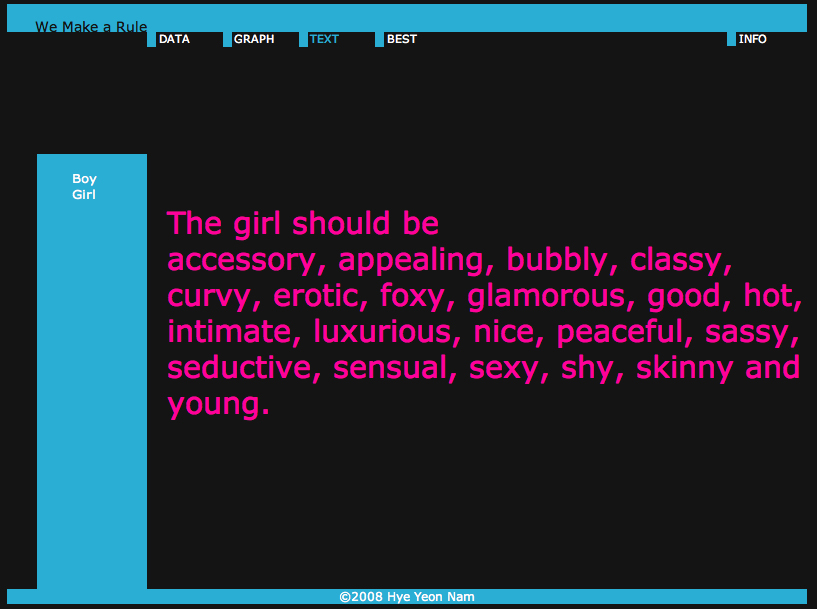 We Make a Rule
DATA GRAPH TEXT BEST INFO
Boy
Girl
The girl should be
accessory, appealing, bubbly, classy,
curvy, erotic, foxy, glamorous, good, hot,
intimate, luxurious, nice, peaceful, sassy,
seductive, sensual, sexy, shy, skinny and
young.
©2008 Hye Yeon Nam